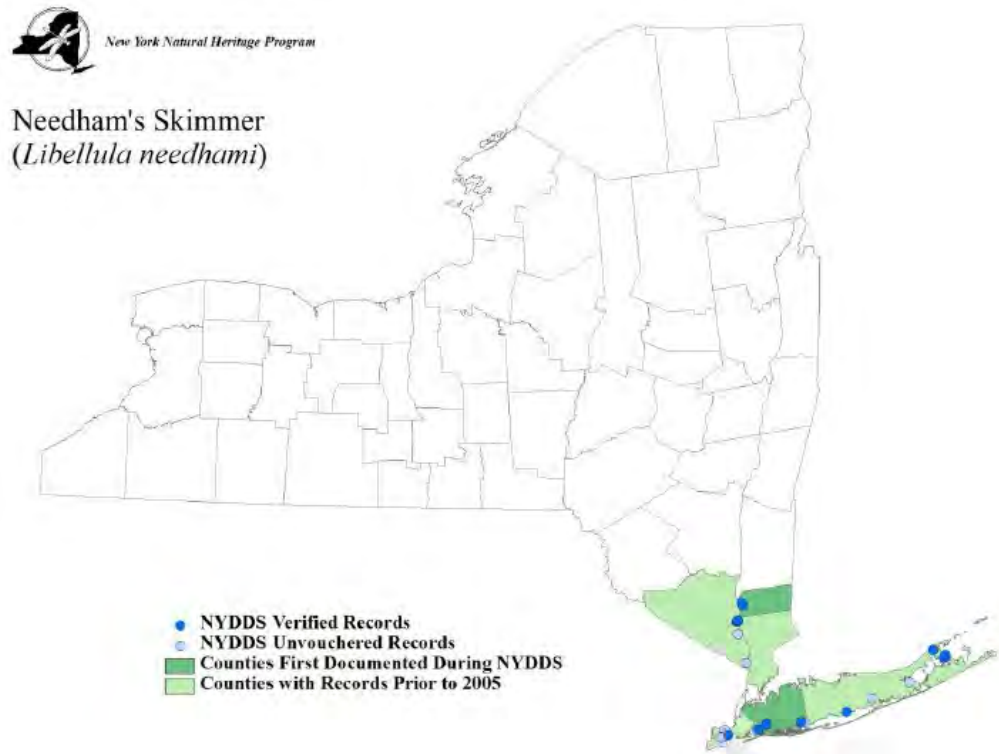 New York Natural Heritage Program
Needham's Skimmer
(Libellula needhami)
NYDDS Verified Records
NYDDS Unvouchered Records
Counties First Documented During NYDDS
Counties with Records Prior to 2005